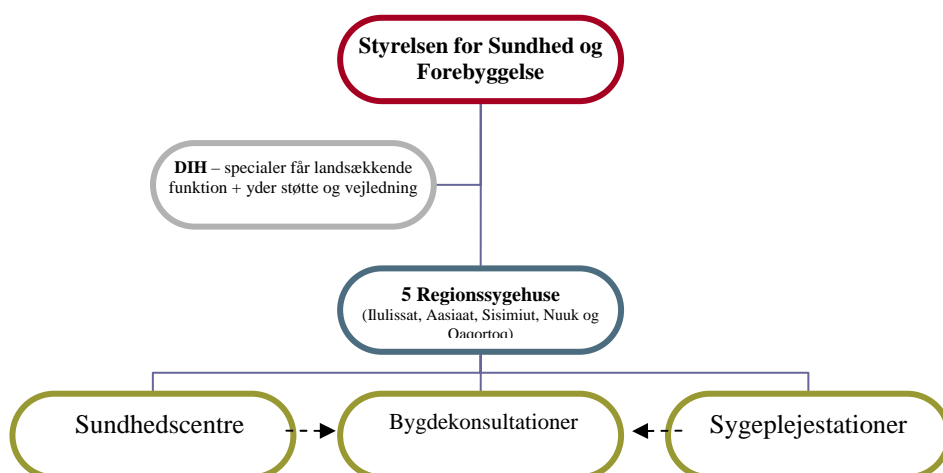 Styrelsen for Sundhed og
Forebyggelse
DIH – specialer får landsækkende
funktion + yder støtte og vejledning
5 Regionssygehuse
(Ilulissat, Aasiaat, Sisimiut, Nuuk og
Qaqortoq)
Sundhedscentre
Bygdekonsultationer
Sygeplejestationer